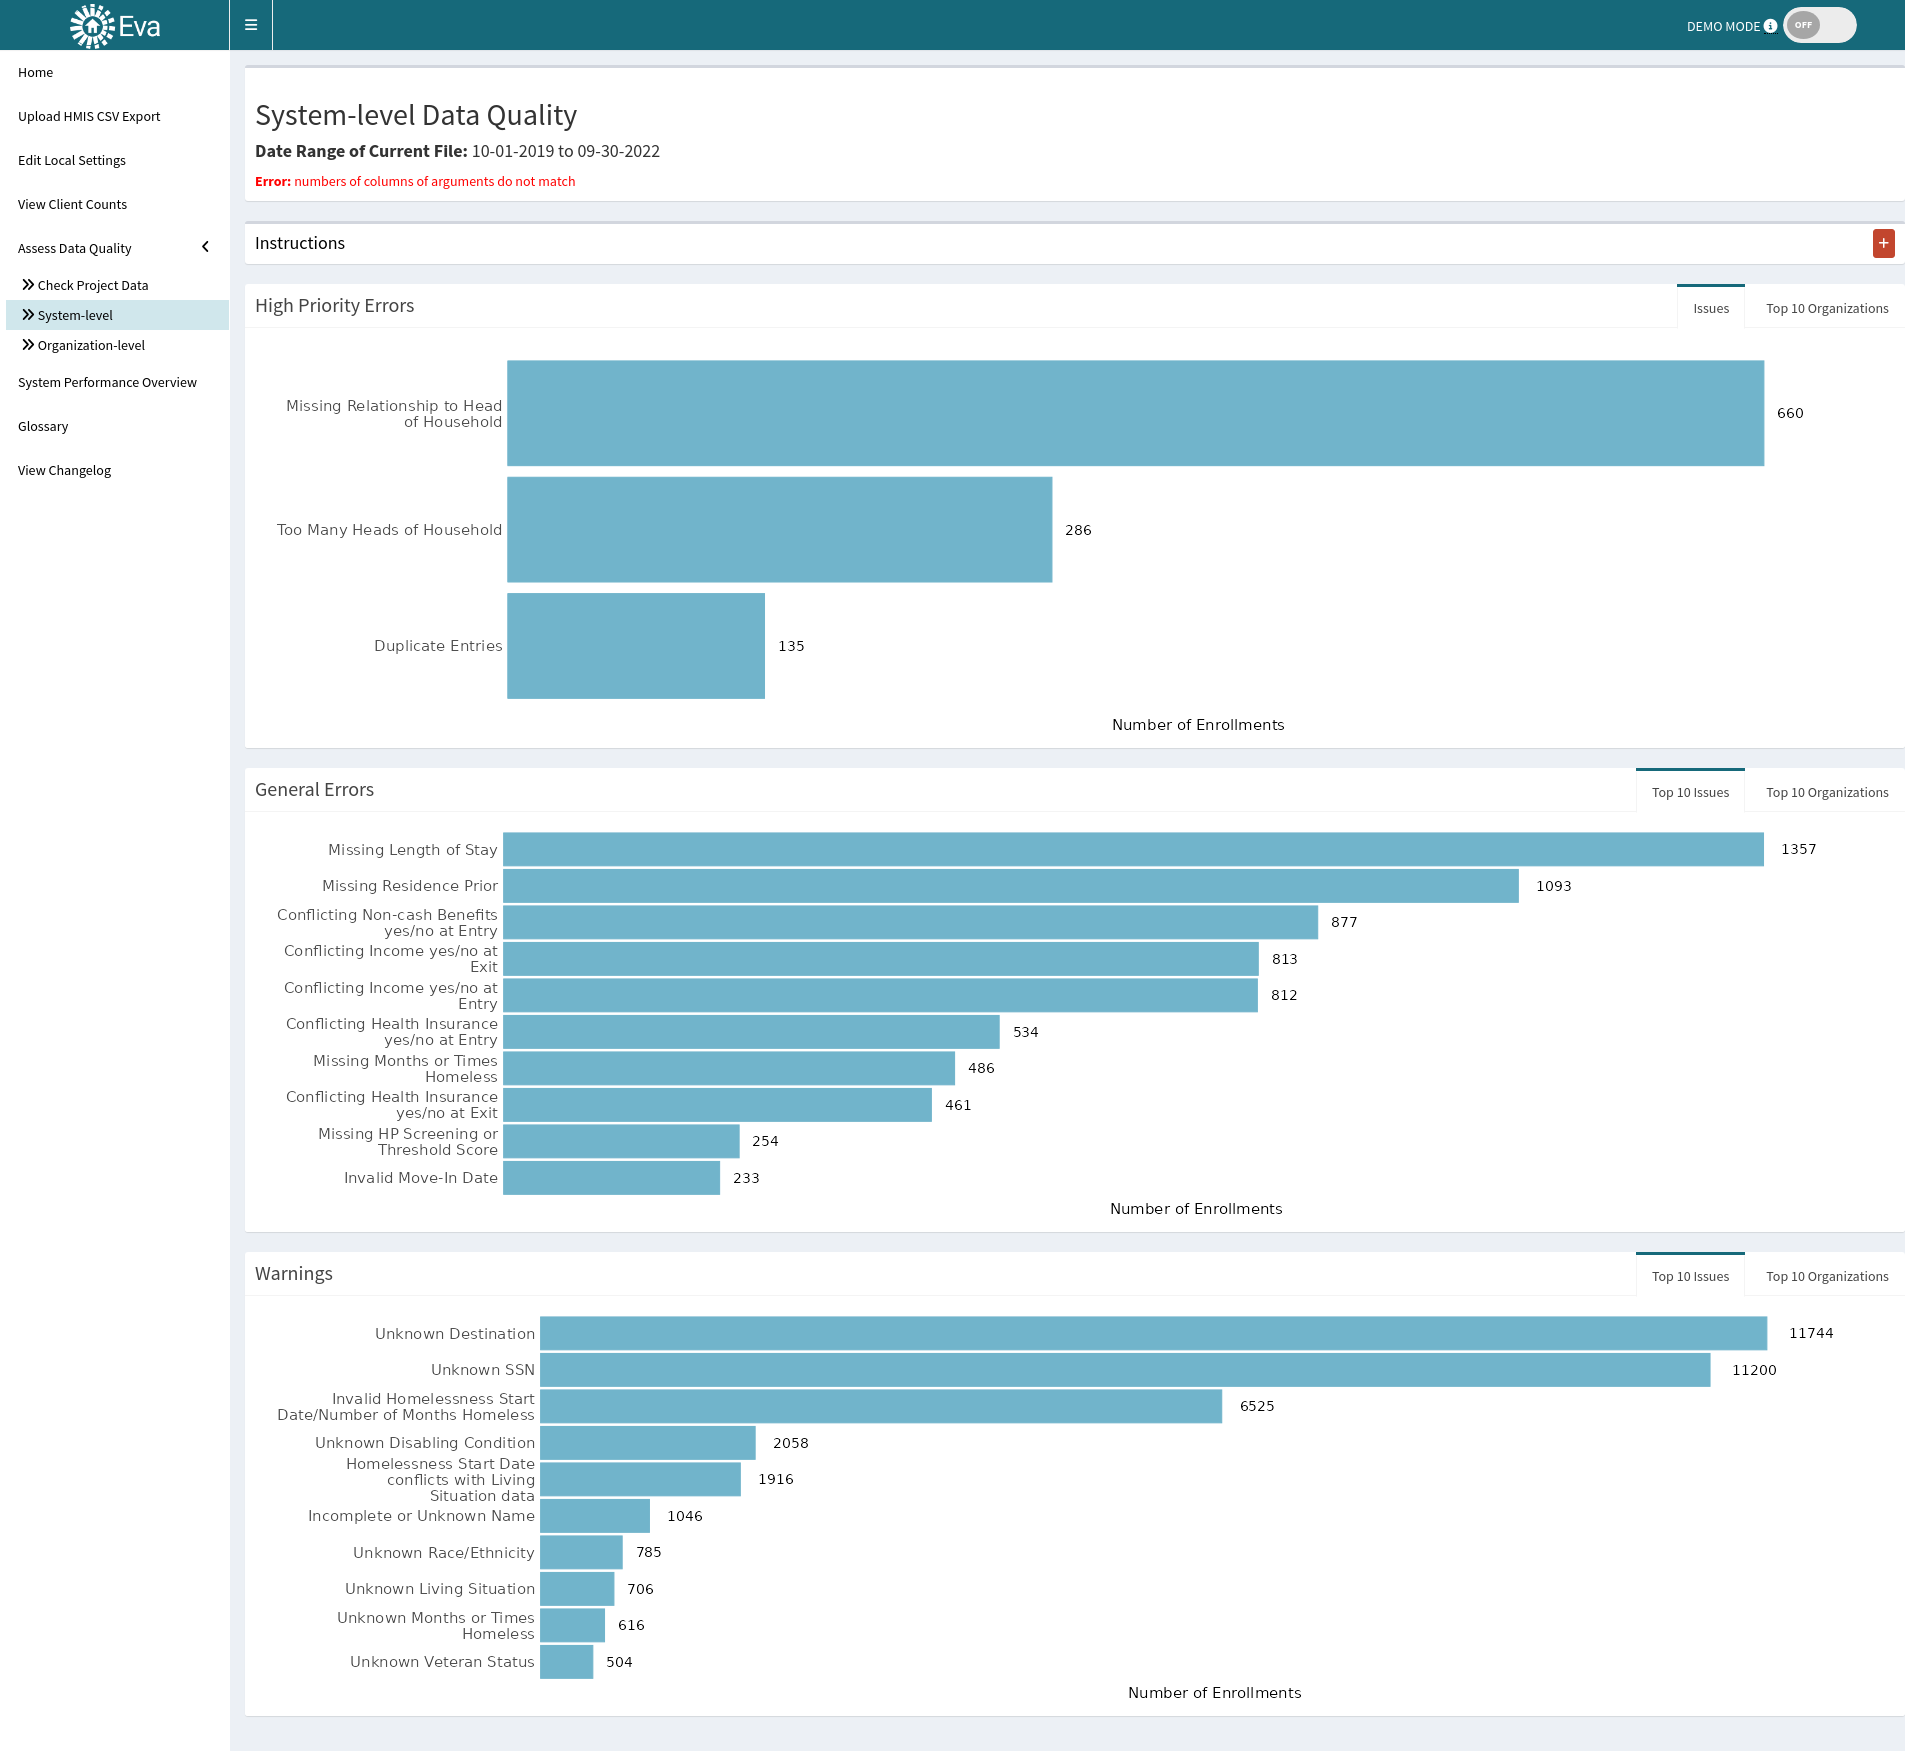 Eva
DEMO MODE
OFF
Home
Upload HMIS CSV Export
Edit Local Settings
View Client Counts
Assess Data Quality
Check Project Data
System-level
Organization-level
System Performance Overview
Glossary
View Changelog
System-level Data Quality
Date Range of Current File: 10-01-2019 to 09-30-2022
Error: numbers of columns of arguments do not match
Instructions
+
High Priority Errors
Issues
Top 10 Organizations
Missing Relationship to Head
of Household
660
Too Many Heads of Household
286
Duplicate Entries
135
Number of Enrollments
General Errors
Top 10 Issues
Top 10 Organizations
Missing Length of Stay
1357
Missing Residence Prior
1093
Conflicting Non-cash Benefits
yes/no at Entry
877
Conflicting Income yes/no at
Exit
813
Conflicting Income yes/no at
Entry
812
Conflicting Health Insurance
yes/no at Entry
534
Missing Months or Times
Homeless
486
Conflicting Health Insurance
yes/no at Exit
461
Missing HP Screening or
Threshold Score
254
Invalid Move-In Date
233
Number of Enrollments
Warnings
Top 10 Issues
Top 10 Organizations
Unknown Destination
11744
Unknown SSN
11200
Invalid Homelessness Start
Date/Number of Months Homeless
6525
Unknown Disabling Condition
2058
Homelessness Start Date
conflicts with Living
Situation data
1916
Incomplete or Unknown Name
1046
Unknown Race/Ethnicity
785
Unknown Living Situation
706
Unknown Months or Times
Homeless
616
Unknown Veteran Status
504
Number of Enrollments